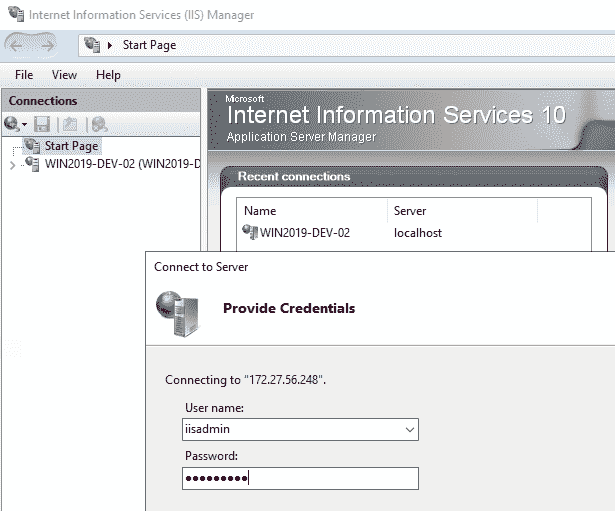 Internet Information Services (IIS) Manager
Start Page
File View Help
Connections
Start Page
WIN2019-DEV-02 (WIN2019-D
Microsoft
Internet Information Services 10
Application Server Manager
Recent connections
Name Server
WIN2019-DEV-02 localhost
Connect to Server
Provide Credentials
Connecting to "172.27.56.248".
User name:
iisadmin
Password:
•••••••••